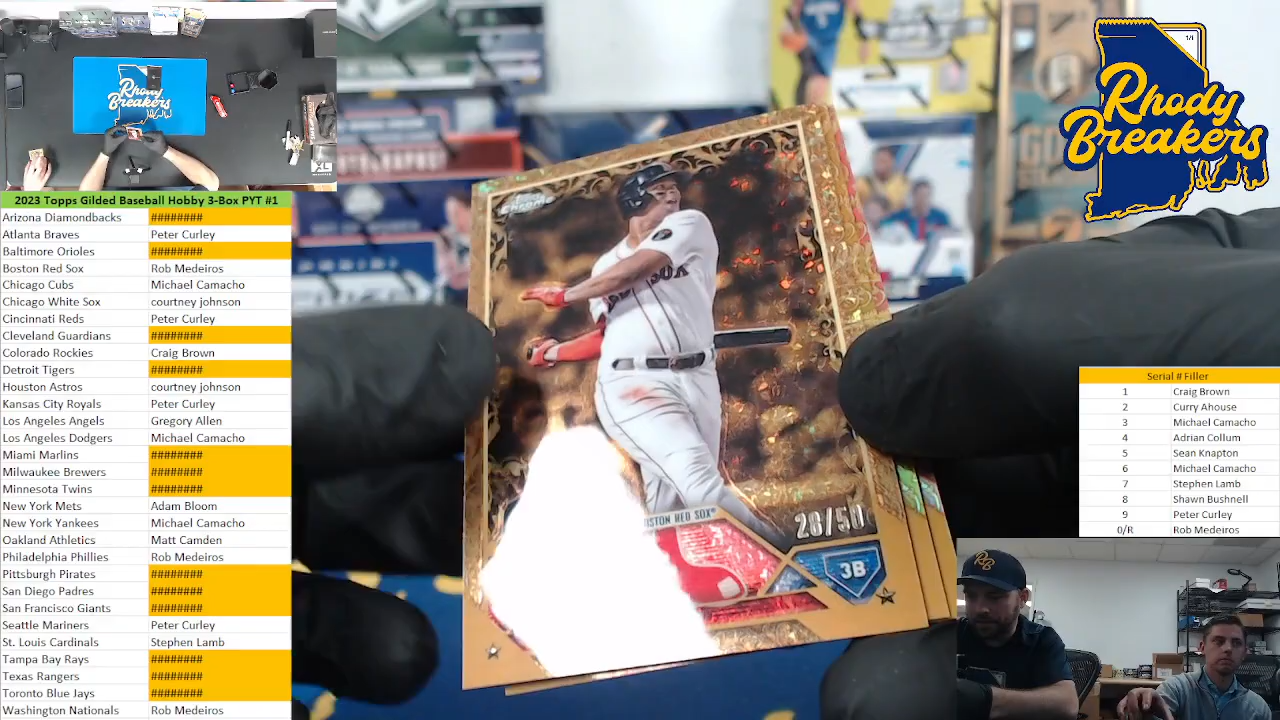 Rhody
Breakers
2023 Topps Gilded Baseball Hobby 3-Box PYT #1
Arizona Diamondbacks ########
Atlanta Braves Peter Curley
Baltimore Orioles ########
Boston Red Sox Rob Medeiros
Chicago Cubs Michael Camacho
Chicago White Sox courtney johnson
Cincinnati Reds Peter Curley
Cleveland Guardians ########
Colorado Rockies Craig Brown
Detroit Tigers ########
Houston Astros courtney johnson
Kansas City Royals Peter Curley
Los Angeles Angels Gregory Allen
Los Angeles Dodgers Michael Camacho
Miami Marlins ########
Milwaukee Brewers ########
Minnesota Twins ########
New York Mets Adam Bloom
New York Yankees Michael Camacho
Oakland Athletics Matt Camden
Philadelphia Phillies Rob Medeiros
Pittsburgh Pirates ########
San Diego Padres ########
San Francisco Giants ########
Seattle Mariners Peter Curley
St. Louis Cardinals Stephen Lamb
Tampa Bay Rays ########
Texas Rangers ########
Toronto Blue Jays ########
Washington Nationals Rob Medeiros
CHROME
SOX
RED SOX
28/50
3B
1/1
Rhody
Breakers
Serial # Filler
1 Craig Brown
2 Curry Ahouse
3 Michael Camacho
4 Adrian Collum
5 Sean Knapton
6 Michael Camacho
7 Stephen Lamb
8 Shawn Bushnell
9 Peter Curley
0/R Rob Medeiros
RB
XL